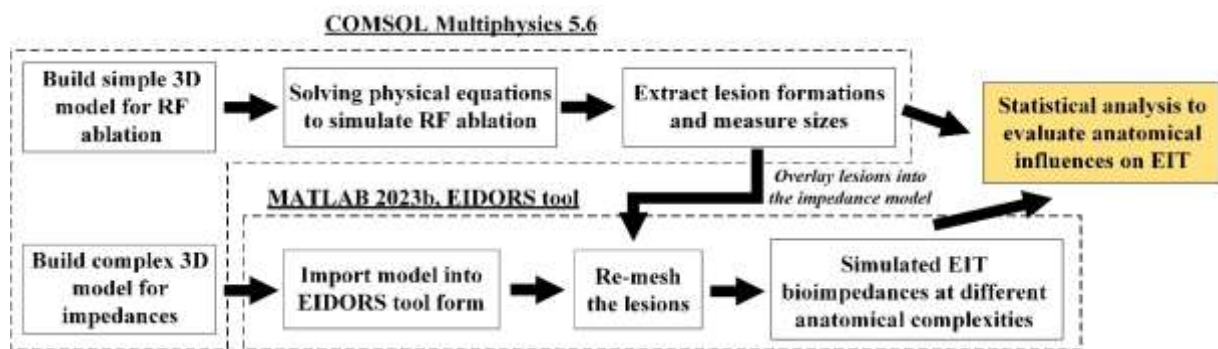 COMSOL Multiphysics 5.6
Build simple 3D
model for RF
ablation
Solving physical equations
to simulate RF ablation
Extract lesion formations
and measure sizes
Statistical analysis to
evaluate anatomical
influences on EIT
Overlay lesions into
the impedance model
MATLAB 2023b, EIDORS tool
Build complex 3D
model for
impedances
Import model into
EIDORS tool form
Re-mesh
the lesions
Simulated EIT
bioimpedances at different
anatomical complexities